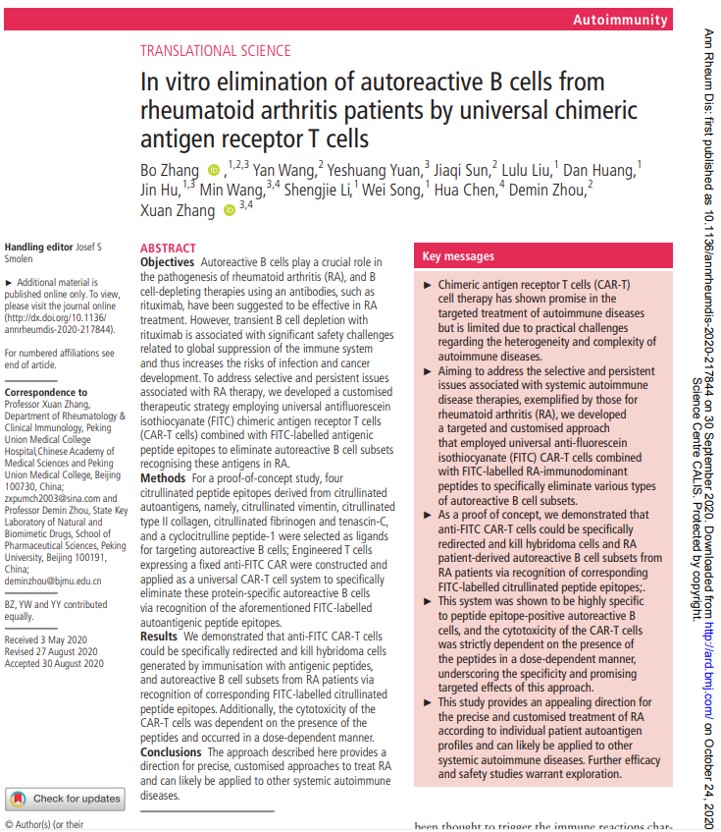 Autoimmunity
TRANSLATIONAL SCIENCE
In vitro elimination of autoreactive B cells from
rheumatoid arthritis patients by universal chimeric
antigen receptor T cells
Bo Zhang ,1,2,3 Yan Wang,2 Yeshuang Yuan,3 Jiaqi Sun,2 Lulu Liu,1 Dan Huang,1
Jin Hu,1,3 Min Wang,3,4 Shengjie Li,1 Wei Song,1 Hua Chen,4 Demin Zhou,2
Xuan Zhang 3,4
Handling editor Josef S
Smolen
► Additional material is
published online only. To view,
please visit the journal online
(http://dx.doi.org/10.1136/
annrheumdis-2020-217844).
For numbered affiliations see
end of article.
Correspondence to
Professor Xuan Zhang,
Department of Rheumatology &
Clinical Immunology, Peking
Union Medical College
Hospital,Chinese Academy of
Medical Sciences and Peking
Union Medical College, Beijing
100730, China;
zxpumch2003@sina.com and
Professor Demin Zhou, State Key
Laboratory of Natural and
Biomimetic Drugs, School of
Pharmaceutical Sciences, Peking
University, Beijing 100191,
China;
deminzhou@bjmu.edu.cn
BZ, YW and YY contributed
equally.
Received 3 May 2020
Revised 27 August 2020
Accepted 30 August 2020
Check for updates
© Author(s) (or their
ABSTRACT
Objectives Autoreactive B cells play a crucial role in
the pathogenesis of rheumatoid arthritis (RA), and B
cell-depleting therapies using an antibodies, such as
rituximab, have been suggested to be effective in RA
treatment. However, transient B cell depletion with
rituximab is associated with significant safety challenges
related to global suppression of the immune system
and thus increases the risks of infection and cancer
development. To address selective and persistent issues
associated with RA therapy, we developed a customised
therapeutic strategy employing universal antifluorescein
isothiocyanate (FITC) chimeric antigen receptor T cells
(CAR-T cells) combined with FITC-labelled antigenic
peptide epitopes to eliminate autoreactive B cell subsets
recognising these antigens in RA.
Methods For a proof-of-concept study, four
citrullinated peptide epitopes derived from citrullinated
autoantigens, namely, citrullinated vimentin, citrullinated
type II collagen, citrullinated fibrinogen and tenascin-C,
and a cyclocitrulline peptide-1 were selected as ligands
for targeting autoreactive B cells; Engineered T cells
expressing a fixed anti-FITC CAR were constructed and
applied as a universal CAR-T cell system to specifically
eliminate these protein-specific autoreactive B cells
via recognition of the aforementioned FITC-labelled
autoantigenic peptide epitopes.
Results We demonstrated that anti-FITC CAR-T cells
could be specifically redirected and kill hybridoma cells
generated by immunisation with antigenic peptides,
and autoreactive B cell subsets from RA patients via
recognition of corresponding FITC-labelled citrullinated
peptide epitopes. Additionally, the cytotoxicity of the
CAR-T cells was dependent on the presence of the
peptides and occurred in a dose-dependent manner.
Conclusions The approach described here provides a
direction for precise, customised approaches to treat RA
and can likely be applied to other systemic autoimmune
diseases.
Key messages
► Chimeric antigen receptor T cells (CAR-T)
cell therapy has shown promise in the
targeted treatment of autoimmune diseases
but is limited due to practical challenges
regarding the heterogeneity and complexity of
autoimmune diseases.
► Aiming to address the selective and persistent
issues associated with systemic autoimmune
disease therapies, exemplified by those for
rheumatoid arthritis (RA), we developed
a targeted and customised approach
that employed universal anti-fluorescein
isothiocyanate (FITC) CAR-T cells combined
with FITC-labelled RA-immunodominant
peptides to specifically eliminate various types
of autoreactive B cell subsets.
► As a proof of concept, we demonstrated that
anti-FITC CAR-T cells could be specifically
redirected and kill hybridoma cells and RA
patient-derived autoreactive B cell subsets from
RA patients via recognition of corresponding
FITC-labelled citrullinated peptide epitopes;.
► This system was shown to be highly specific
to peptide epitope-positive autoreactive B
cells, and the cytotoxicity of the CAR-T cells
was strictly dependent on the presence of
the peptides in a dose-dependent manner,
underscoring the specificity and promising
targeted effects of this approach.
► This study provides an appealing direction for
the precise and customised treatment of RA
according to individual patient autoantigen
profiles and can likely be applied to other
systemic autoimmune diseases. Further efficacy
and safety studies warrant exploration.
been thought to trigger the immune reactions char-
Ann Rheum Dis: first published as 10.1136/annrheumdis-2020-217844 on 30 September 2020. Downloaded from http://ard.bmj.com/ on October 24, 2020
Science Centre CALIS. Protected by copyright.